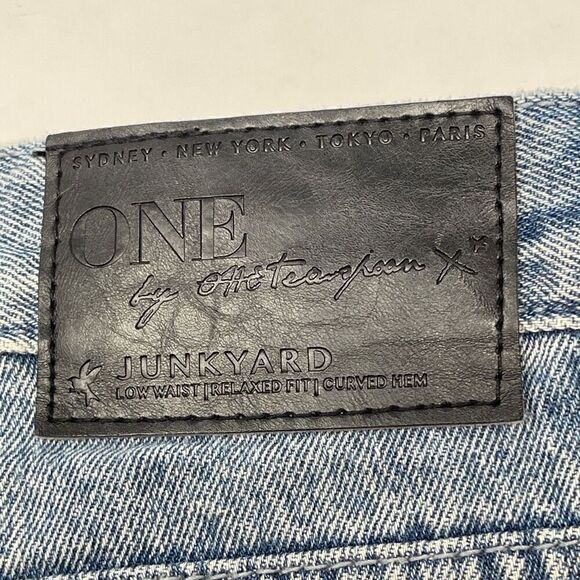 SYDNEY · NEW YORK · TOKYO · PARIS
ONE
by OneTeaspoon X
JUNKYARD
LOW WAIST | RELAXED FIT | CURVED HEM